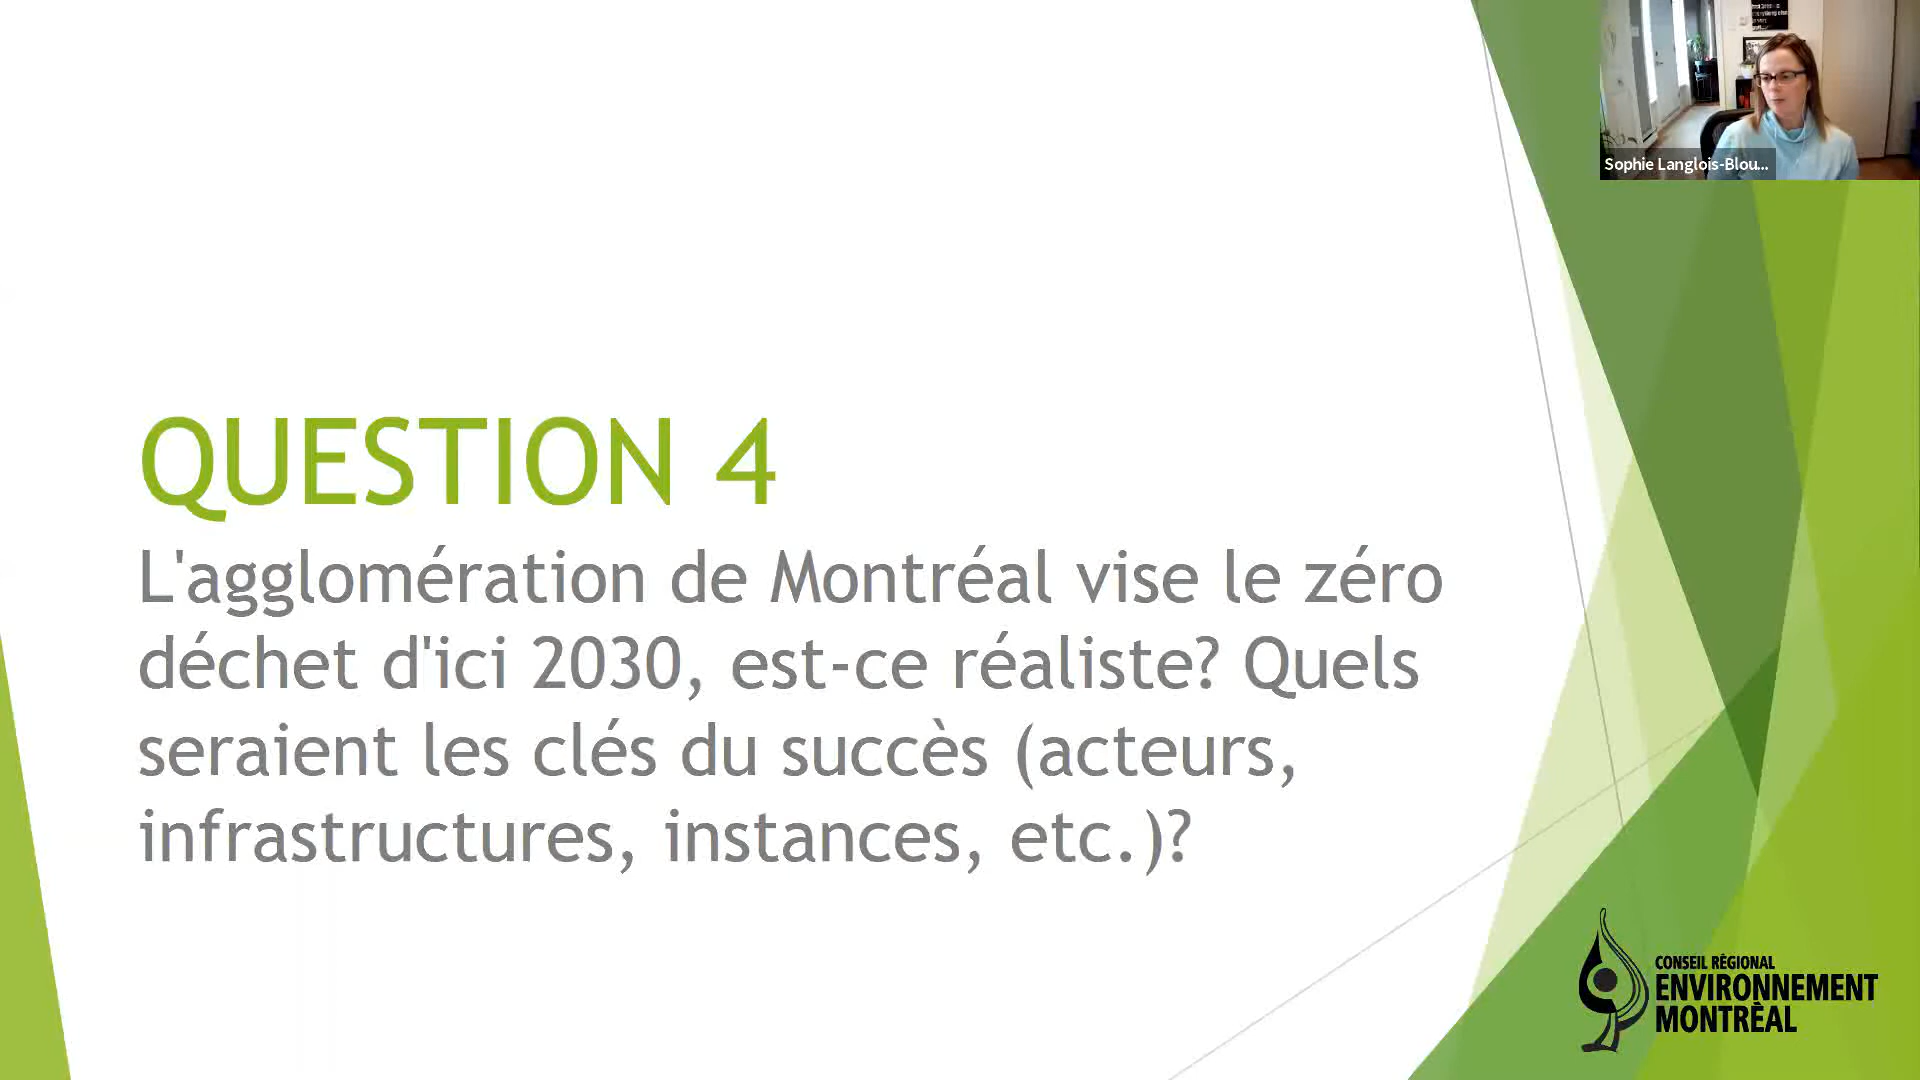 Sophie Langlois-Blou...
QUESTION 4
L'agglomération de Montréal vise le zéro
déchet d'ici 2030, est-ce réaliste? Quels
seraient les clés du succès (acteurs,
infrastructures, instances, etc.)?
CONSEIL RÉGIONAL
ENVIRONNEMENT
MONTRÉAL